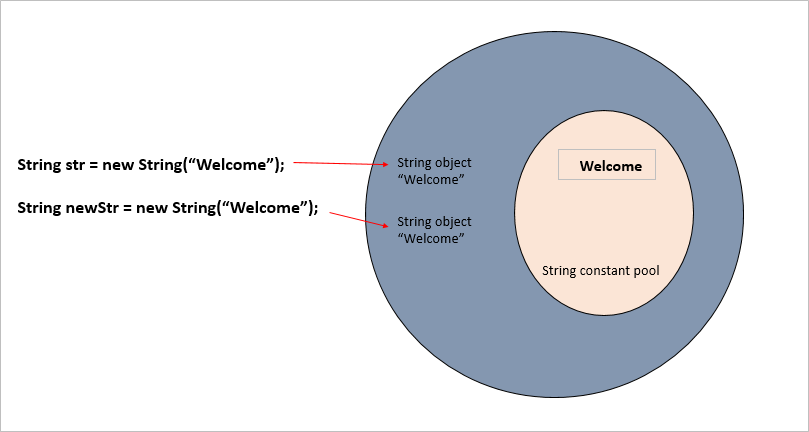 String str = new String(“Welcome”);
String object
“Welcome”
Welcome
String newStr = new String(“Welcome”);
String object
“Welcome”
String constant pool